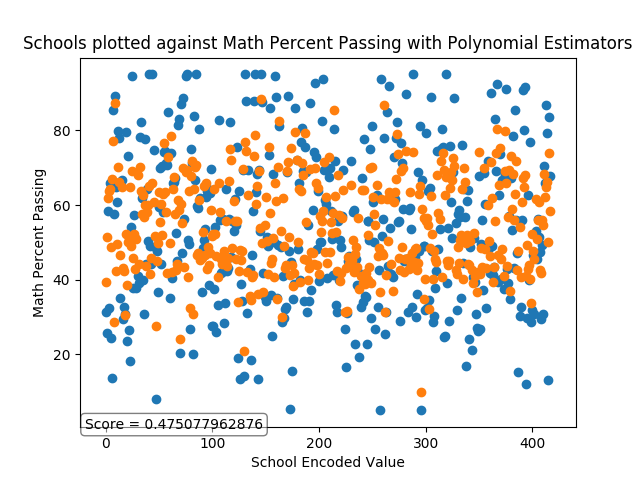 Schools plotted against Math Percent Passing with Polynomial Estimators
Math Percent Passing
80
60
40
20
Score = 0.475077962876
0 100 200 300 400
School Encoded Value